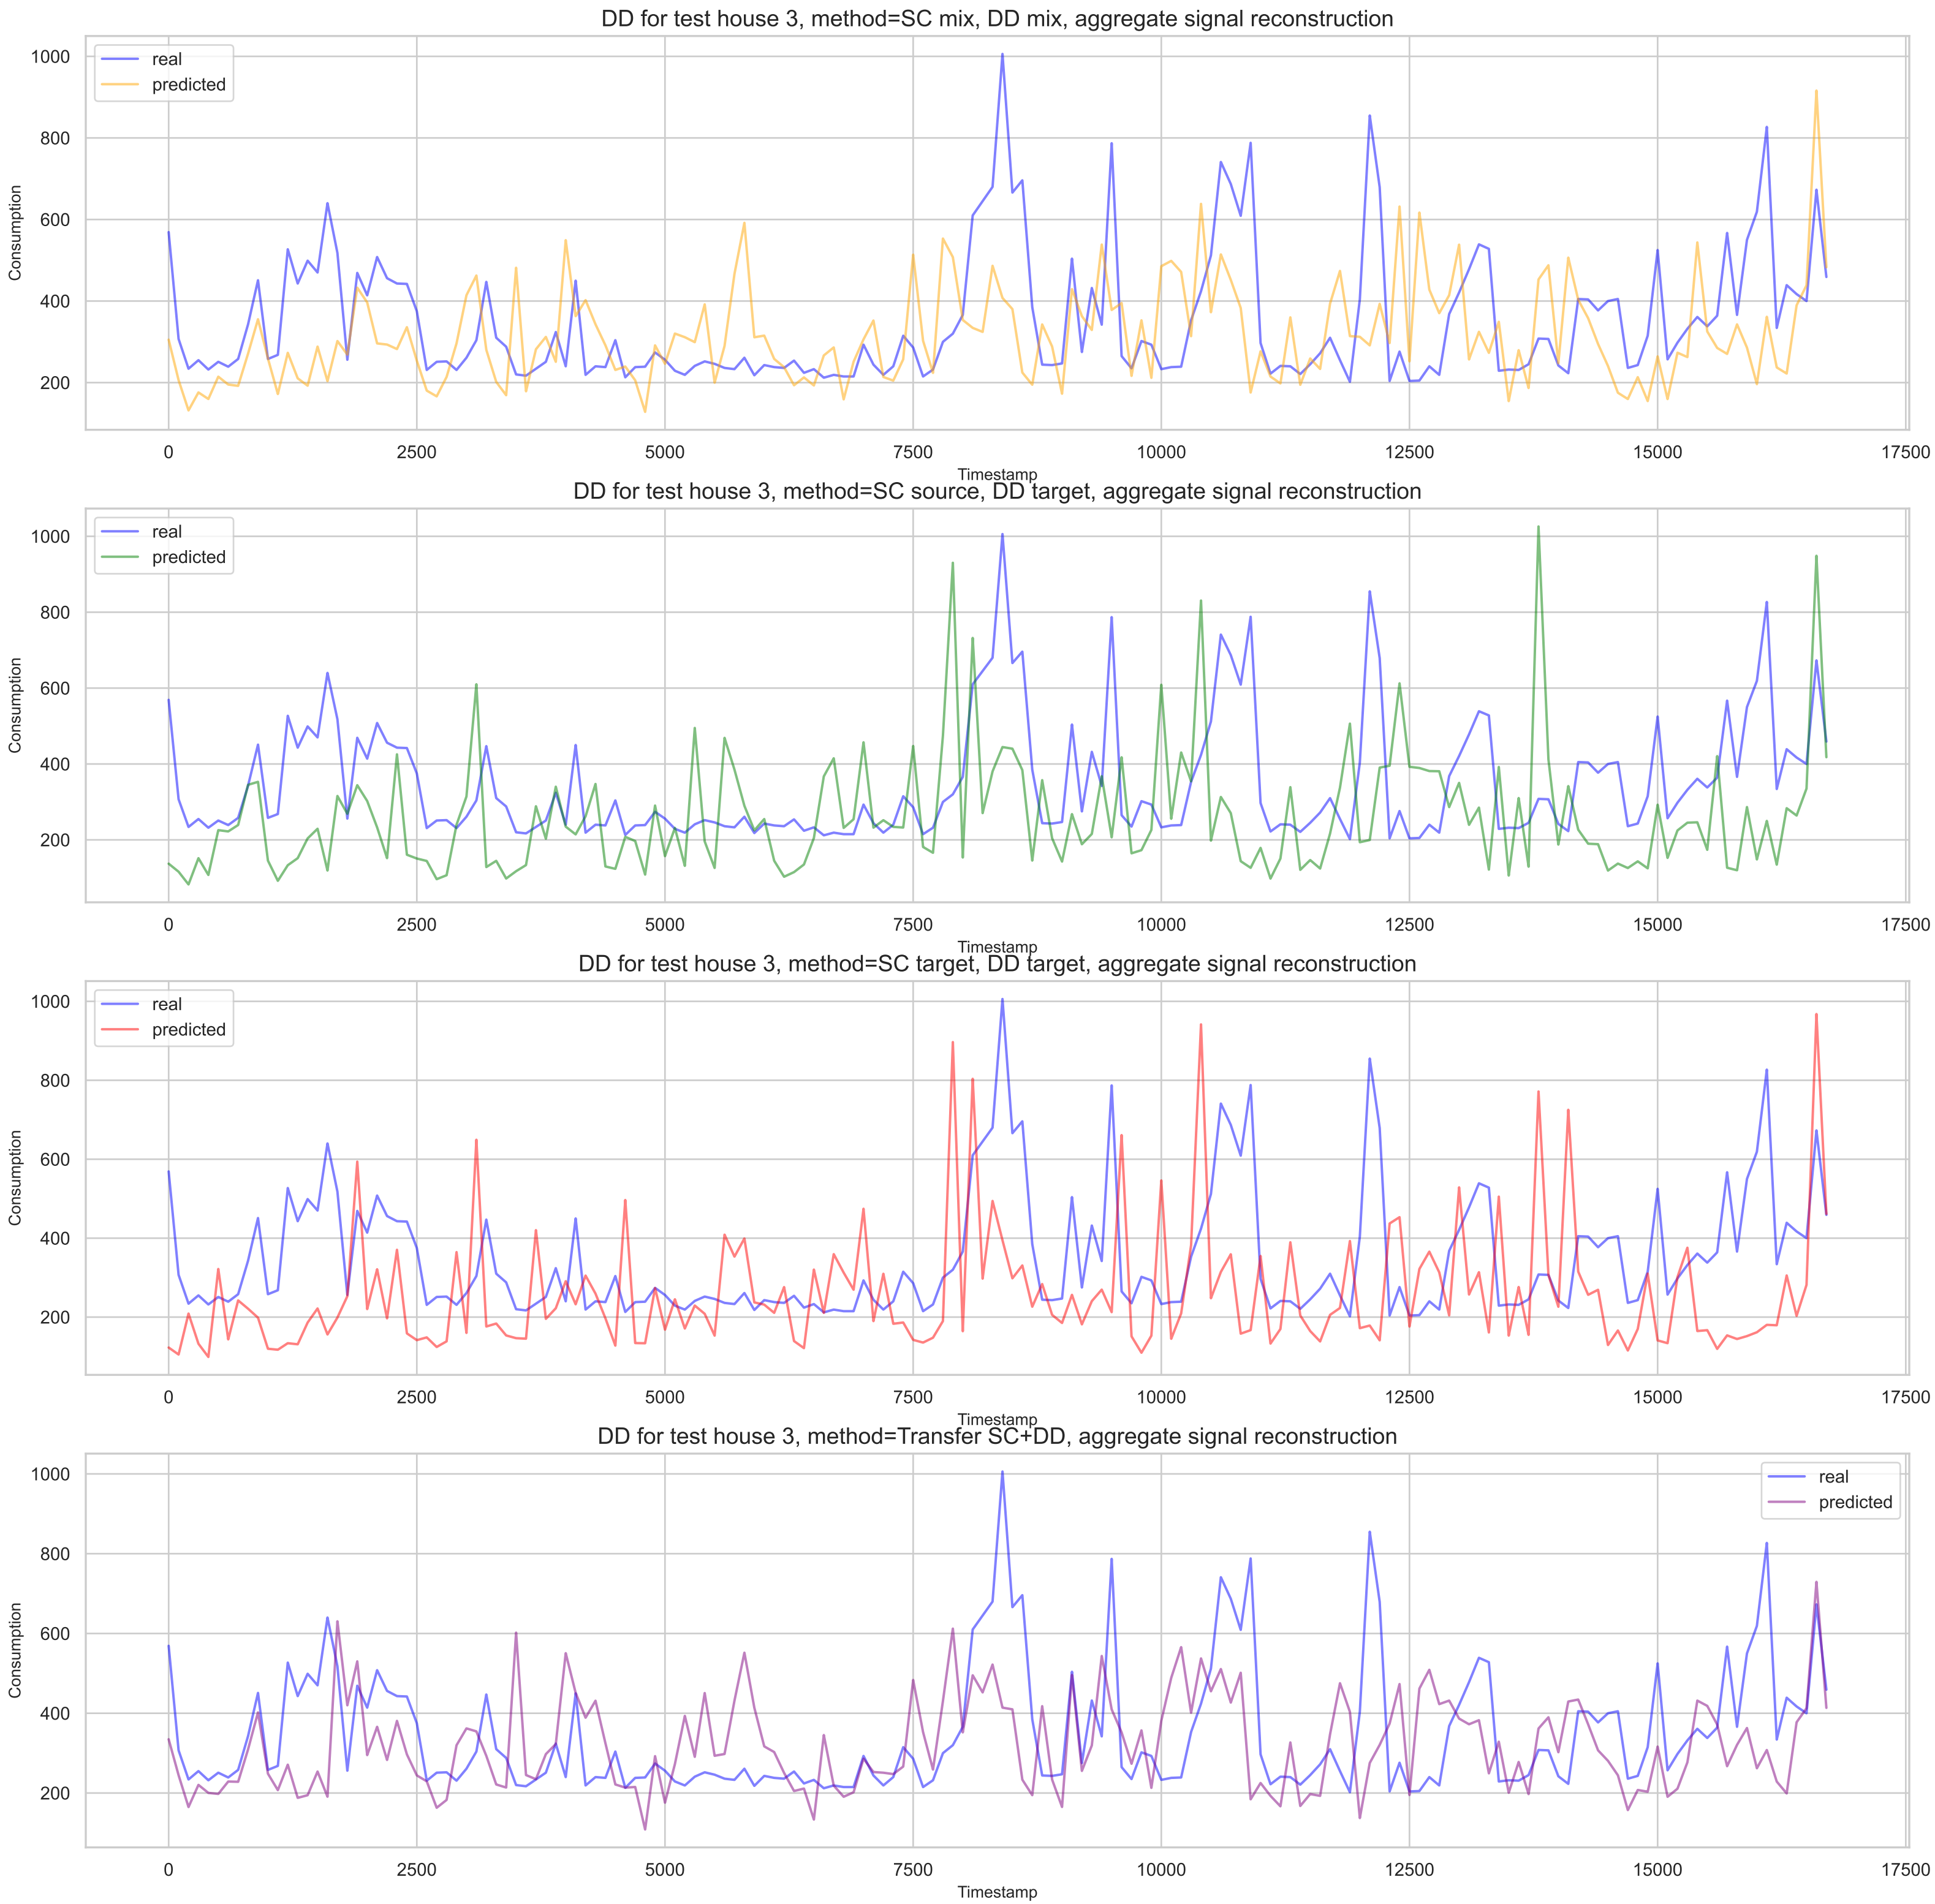 DD for test house 3, method=SC mix, DD mix, aggregate signal reconstruction
real
predicted
Consumption
1000
800
600
400
200
0 2500 5000 7500 10000 12500 15000 17500
Timestamp
DD for test house 3, method=SC source, DD target, aggregate signal reconstruction
real
predicted
Consumption
1000
800
600
400
200
0 2500 5000 7500 10000 12500 15000 17500
Timestamp
DD for test house 3, method=SC target, DD target, aggregate signal reconstruction
real
predicted
Consumption
1000
800
600
400
200
0 2500 5000 7500 10000 12500 15000 17500
Timestamp
DD for test house 3, method=Transfer SC+DD, aggregate signal reconstruction
real
predicted
Consumption
1000
800
600
400
200
0 2500 5000 7500 10000 12500 15000 17500
Timestamp